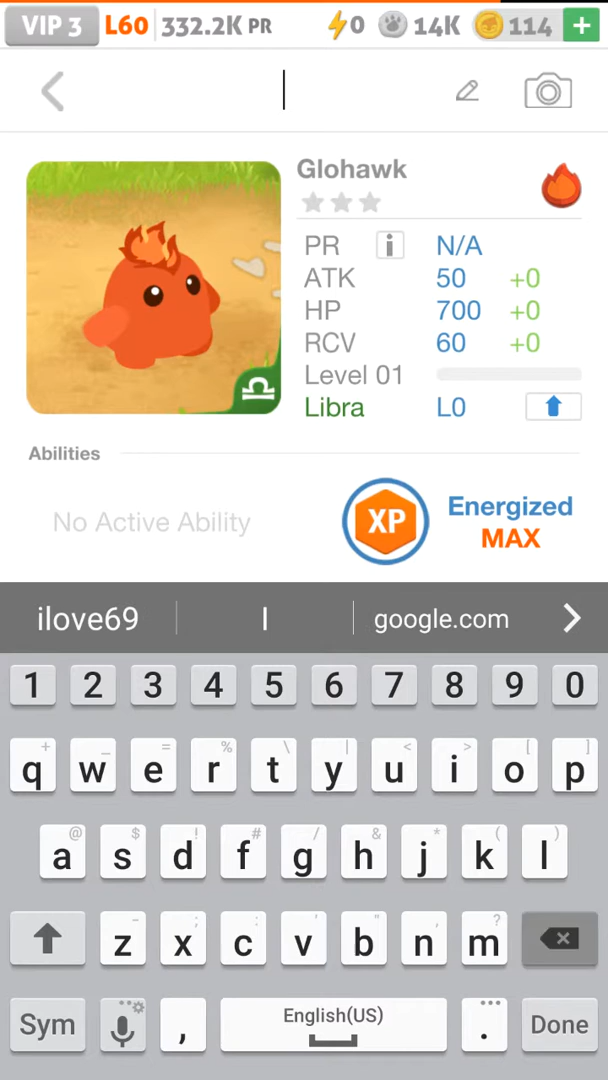 VIP 3 L60 332.2K PR 0 14K 114 +
Glohawk
PR i N/A
ATK 50 +0
HP 700 +0
RCV 60 +0
Level 01
Libra L0
Abilities
No Active Ability XP Energized MAX
ilove69 I google.com
1 2 3 4 5 6 7 8 9 0
+ _ = % \ | < > [ ]
q w e r t y u i o p
@ $ ! # / & * ( )
a s d f g h j k l
- ; : ' " , ?
z x c v b n m
Sym , English(US) . Done